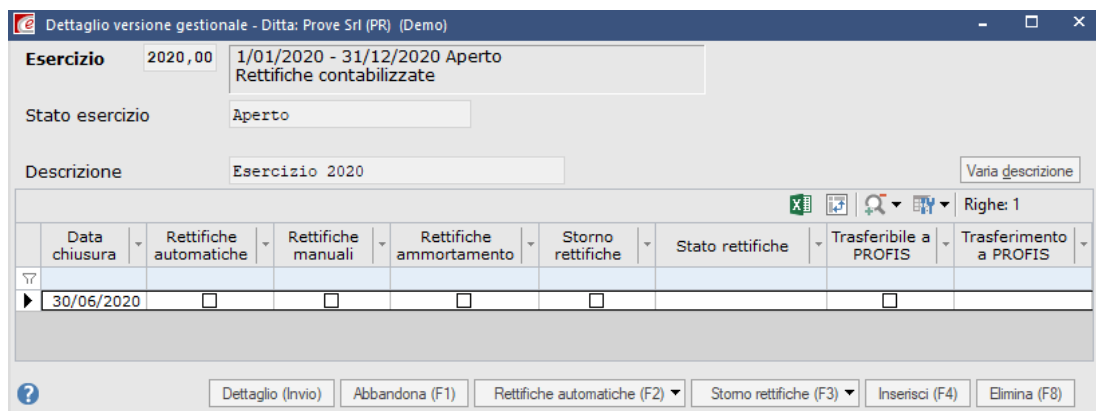 Dettaglio versione gestionale - Ditta: Prove Srl (PR) (Demo)
Esercizio 2020,00 1/01/2020 - 31/12/2020 Aperto
Rettifiche contabilizzate
Stato esercizio Aperto
Descrizione Esercizio 2020 Varia descrizione
Righe: 1
Data chiusura Rettifiche automatiche Rettifiche manuali Rettifiche ammortamento Storno rettifiche Stato rettifiche Trasferibile a PROFIS Trasferimento a PROFIS
30/06/2020
Dettaglio (Invio) Abbandona (F1) Rettifiche automatiche (F2) Storno rettifiche (F3) Inserisci (F4) Elimina (F8)